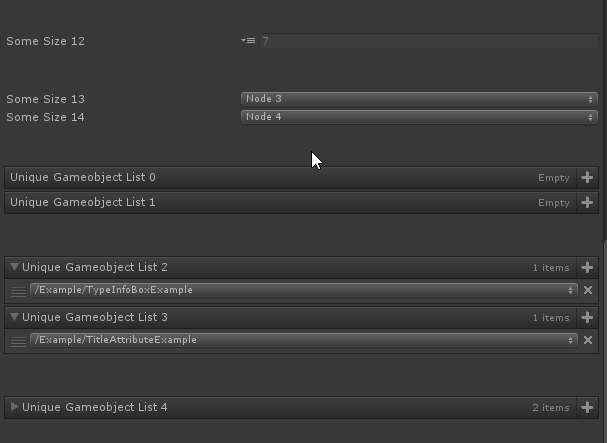 Some Size 12 7
Some Size 13 Node 3
Some Size 14 Node 4
Unique Gameobject List 0 Empty
Unique Gameobject List 1 Empty
Unique Gameobject List 2 1 items
/Example/TypeInfoBoxExample
Unique Gameobject List 3 1 items
/Example/TitleAttributeExample
Unique Gameobject List 4 2 items